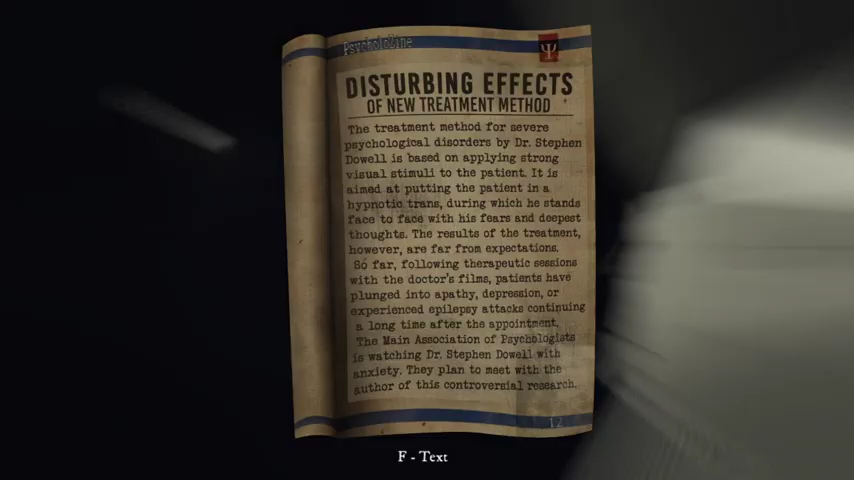 PsycholoZine
Ψ
DISTURBING EFFECTS
OF NEW TREATMENT METHOD
The treatment method for severe
psychological disorders by Dr. Stephen
Dowell is based on applying strong
visual stimuli to the patient. It is
aimed at putting the patient in a
hypnotic trans, during which he stands
face to face with his fears and deepest
thoughts. The results of the treatment,
however, are far from expectations.
So far, following therapeutic sessions
with the doctor's films, patients have
plunged into apathy, depression, or
experienced epilepsy attacks continuing
a long time after the appointment.
The Main Association of Psychologists
is watching Dr. Stephen Dowell with
anxiety. They plan to meet with the
author of this controversial research.
12
F - Text